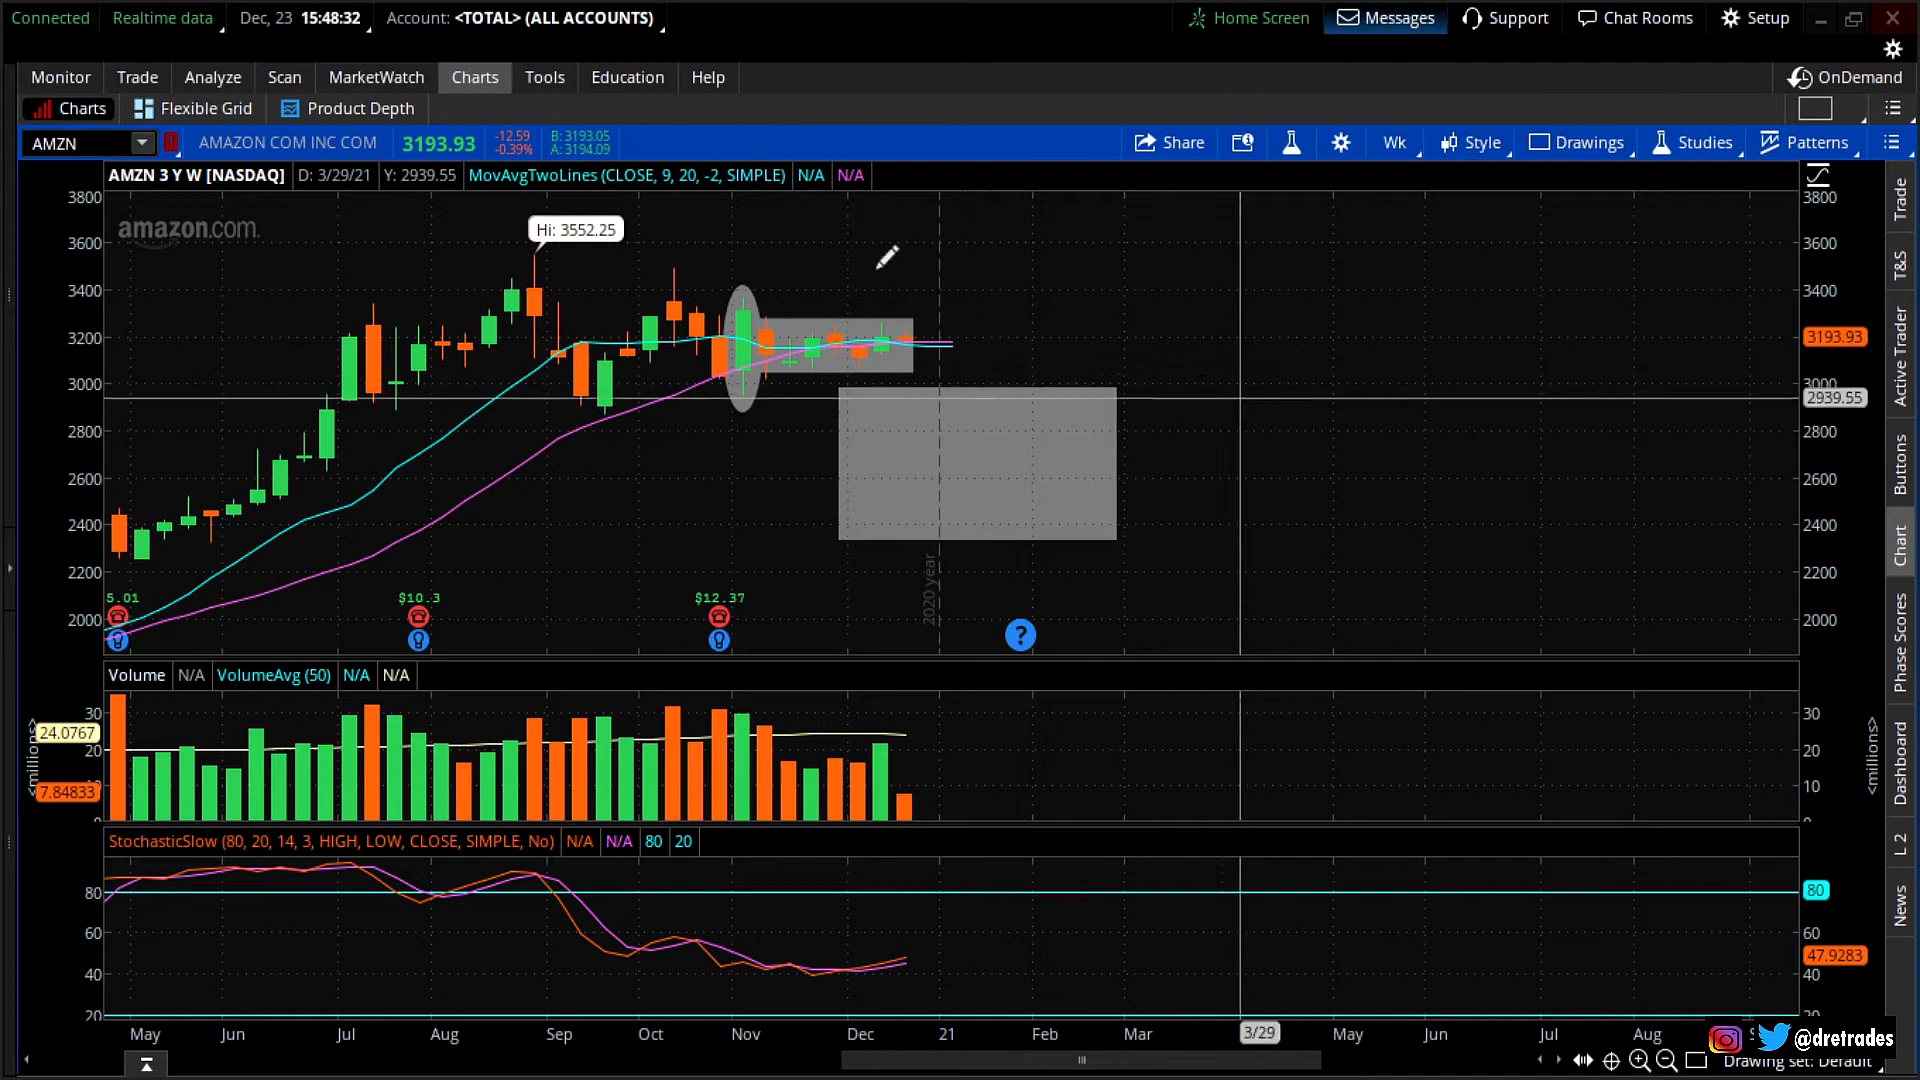 Connected Realtime data Dec, 23 15:48:32 Account: <TOTAL> (ALL ACCOUNTS) Home Screen Messages Support Chat Rooms Setup
Monitor Trade Analyze Scan MarketWatch Charts Tools Education Help OnDemand
Charts Flexible Grid Product Depth
AMZN AMAZON COM INC COM 3193.93 -12.59 B: 3193.05 Share Wk Style Drawings Studies Patterns
-0.39% A: 3194.09
AMZN 3 Y W [NASDAQ] D: 3/29/21 Y: 2939.55 MovAvgTwoLines (CLOSE, 9, 20, -2, SIMPLE) N/A N/A
3800 3800
amazon.com.
Hi: 3552.25
3600 3600
3400 3400
3200 3193.93
3000 3000
2939.55
2800 2800
2600 2600
2400 2400
2200 2200
2020 year
5.01 $10.3 $12.37
2000 2000
?
Volume N/A VolumeAvg (50) N/A N/A
30 30
24.0767
20 20
7.84833 10 10
<millions> <millions>
StochasticSlow (80, 20, 14, 3, HIGH, LOW, CLOSE, SIMPLE, No) N/A N/A 80 20
80 80
60 60
47.9283
40 40
20
May Jun Jul Aug Sep Oct Nov Dec 21 Feb Mar 3/29 May Jun Jul Aug
@dretrades
Drawing set: Default
Trade
T&S
Active Trader
Buttons
Chart
Phase Scores
Dashboard
L 2
News